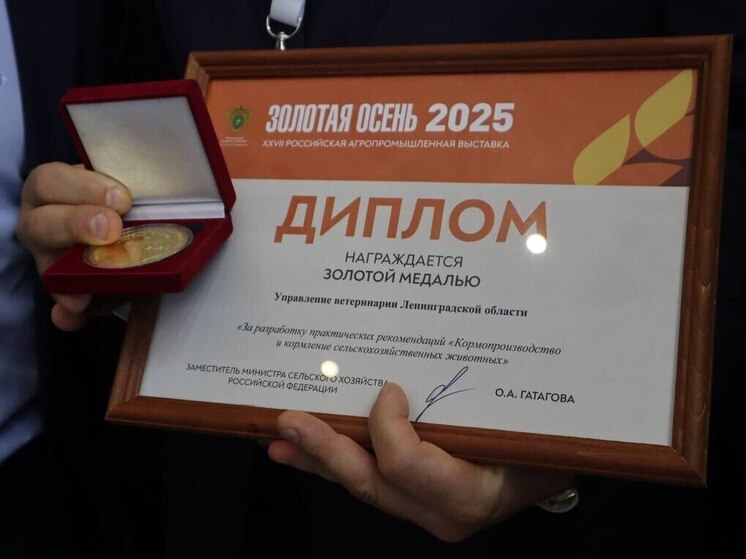 ЗОЛОТАЯ ОСЕНЬ 2025
XXVII РОССИЙСКАЯ АГРОПРОМЫШЛЕННАЯ ВЫСТАВКА
ДИПЛОМ
НАГРАЖДАЕТСЯ
ЗОЛОТОЙ МЕДАЛЬЮ
Управление ветеринарии Ленинградской области
«За разработку практических рекомендаций «Кормопроизводство
и кормление сельскохозяйственных животных»
ЗАМЕСТИТЕЛЬ МИНИСТРА СЕЛЬСКОГО ХОЗЯЙСТВА
РОССИЙСКОЙ ФЕДЕРАЦИИ
О.А. ГАТАГОВА